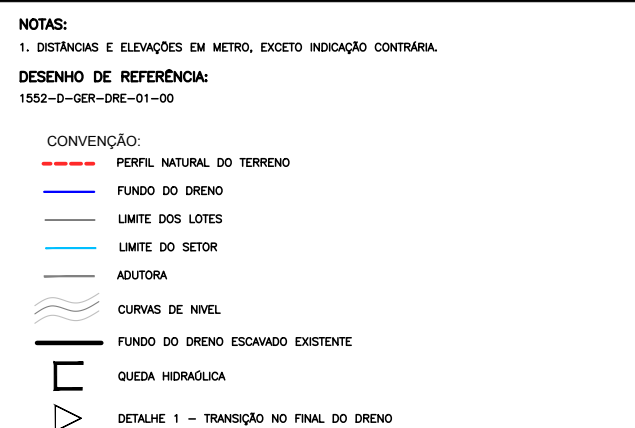 NOTAS:
1. DISTÂNCIAS E ELEVAÇÕES EM METRO, EXCETO INDICAÇÃO CONTRÁRIA.
DESENHO DE REFERÊNCIA:
1552-D-GER-DRE-01-00
CONVENÇÃO:
PERFIL NATURAL DO TERRENO
FUNDO DO DRENO
LIMITE DOS LOTES
LIMITE DO SETOR
ADUTORA
CURVAS DE NIVEL
FUNDO DO DRENO ESCAVADO EXISTENTE
QUEDA HIDRAÚLICA
DETALHE 1 - TRANSIÇÃO NO FINAL DO DRENO